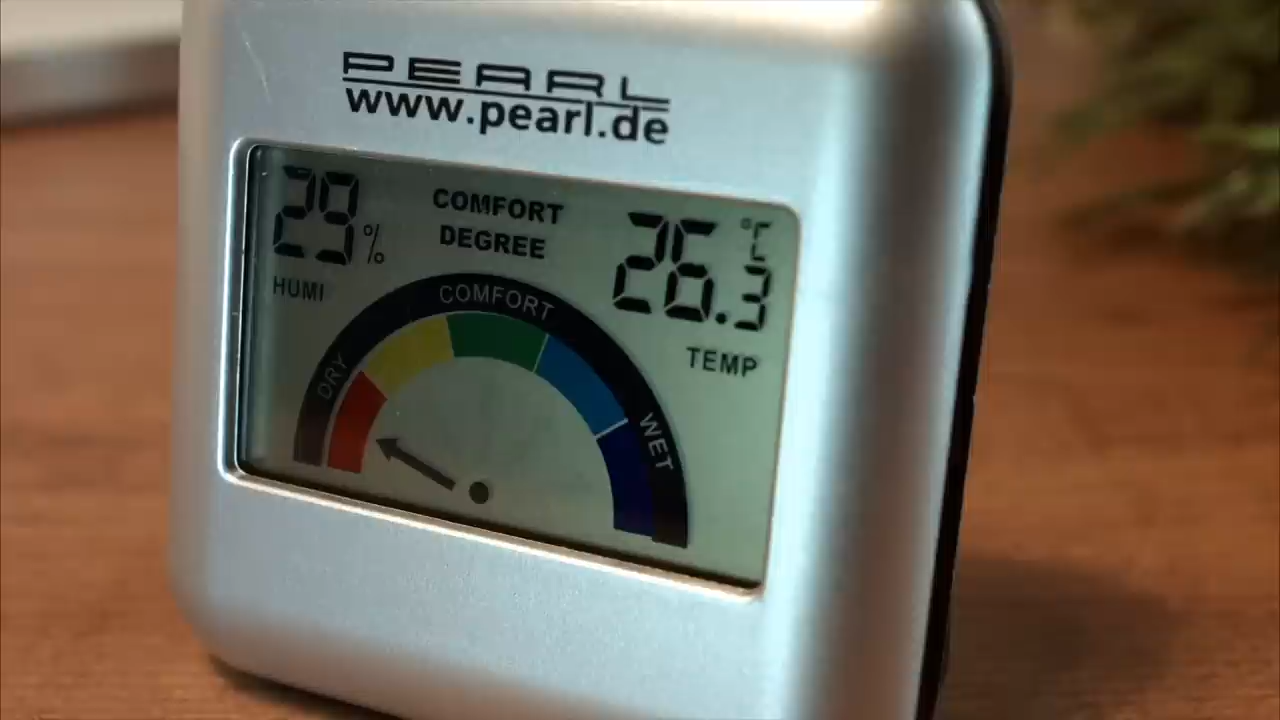 PEARL
www.pearl.de
29 %
HUMI
COMFORT
DEGREE
26.3 °C
TEMP
DRY
COMFORT
WET